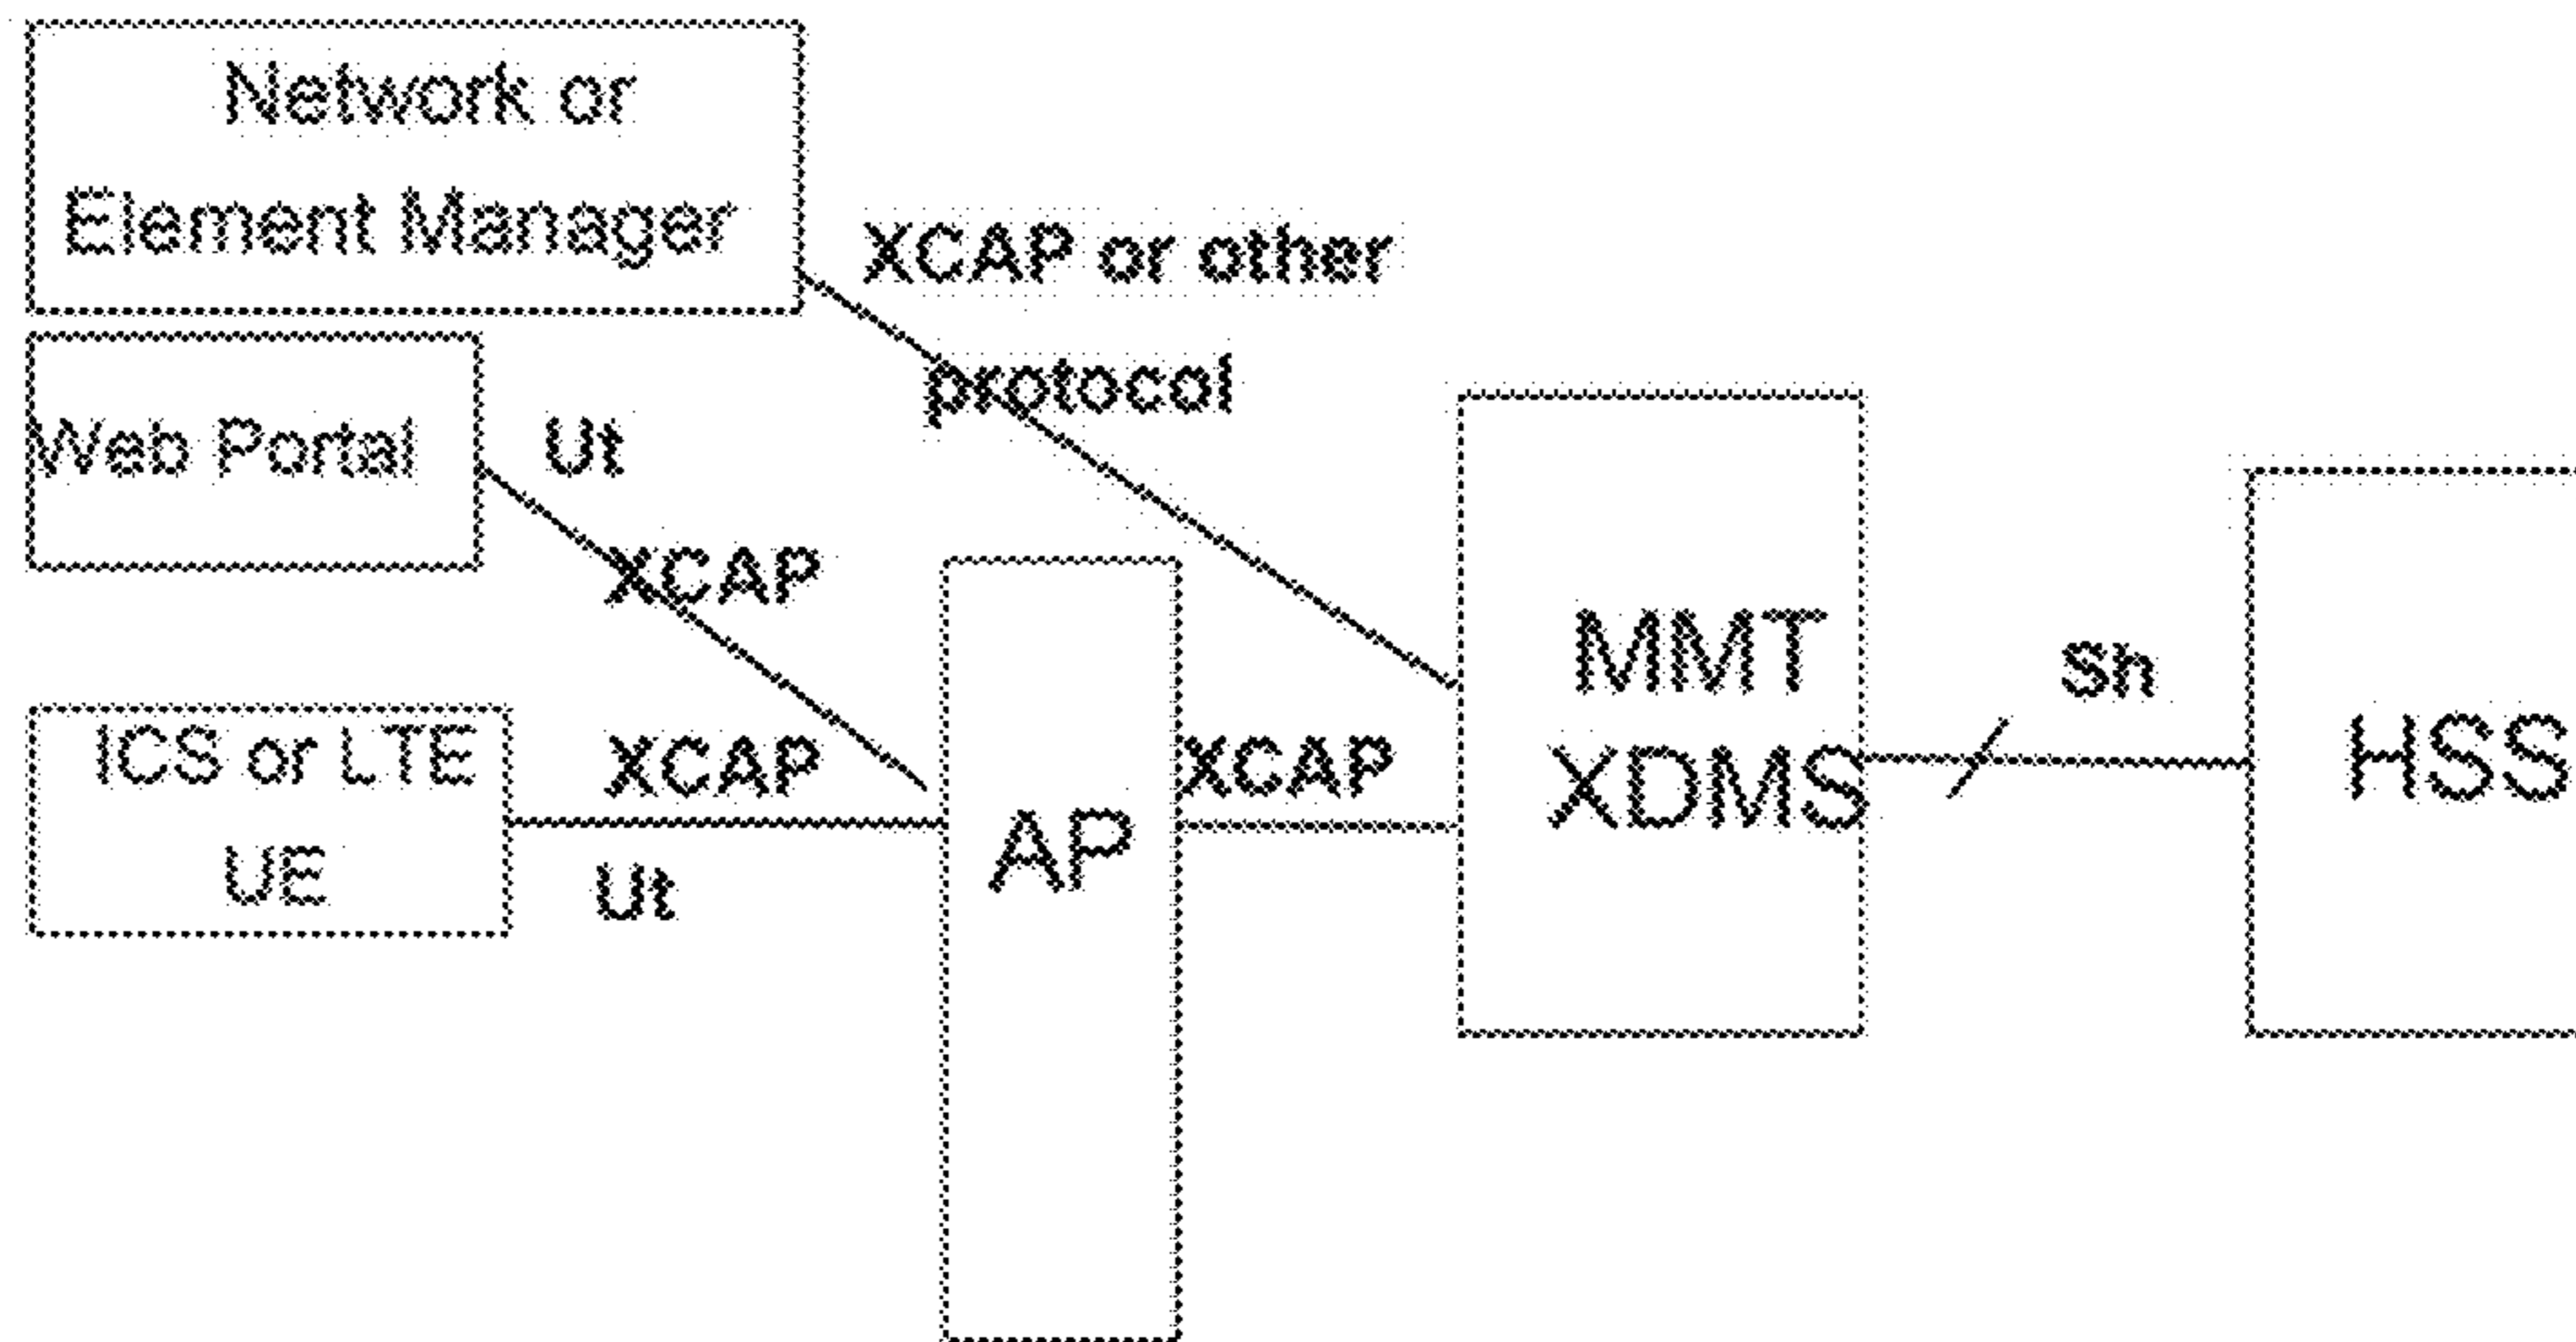 Network or
Element Manager
XCAP or other
protocol
Web Portal
Ut
XCAP
ICS or LTE
UE
XCAP
Ut
AP
XCAP
MMT
XDMS
Sh
HSS